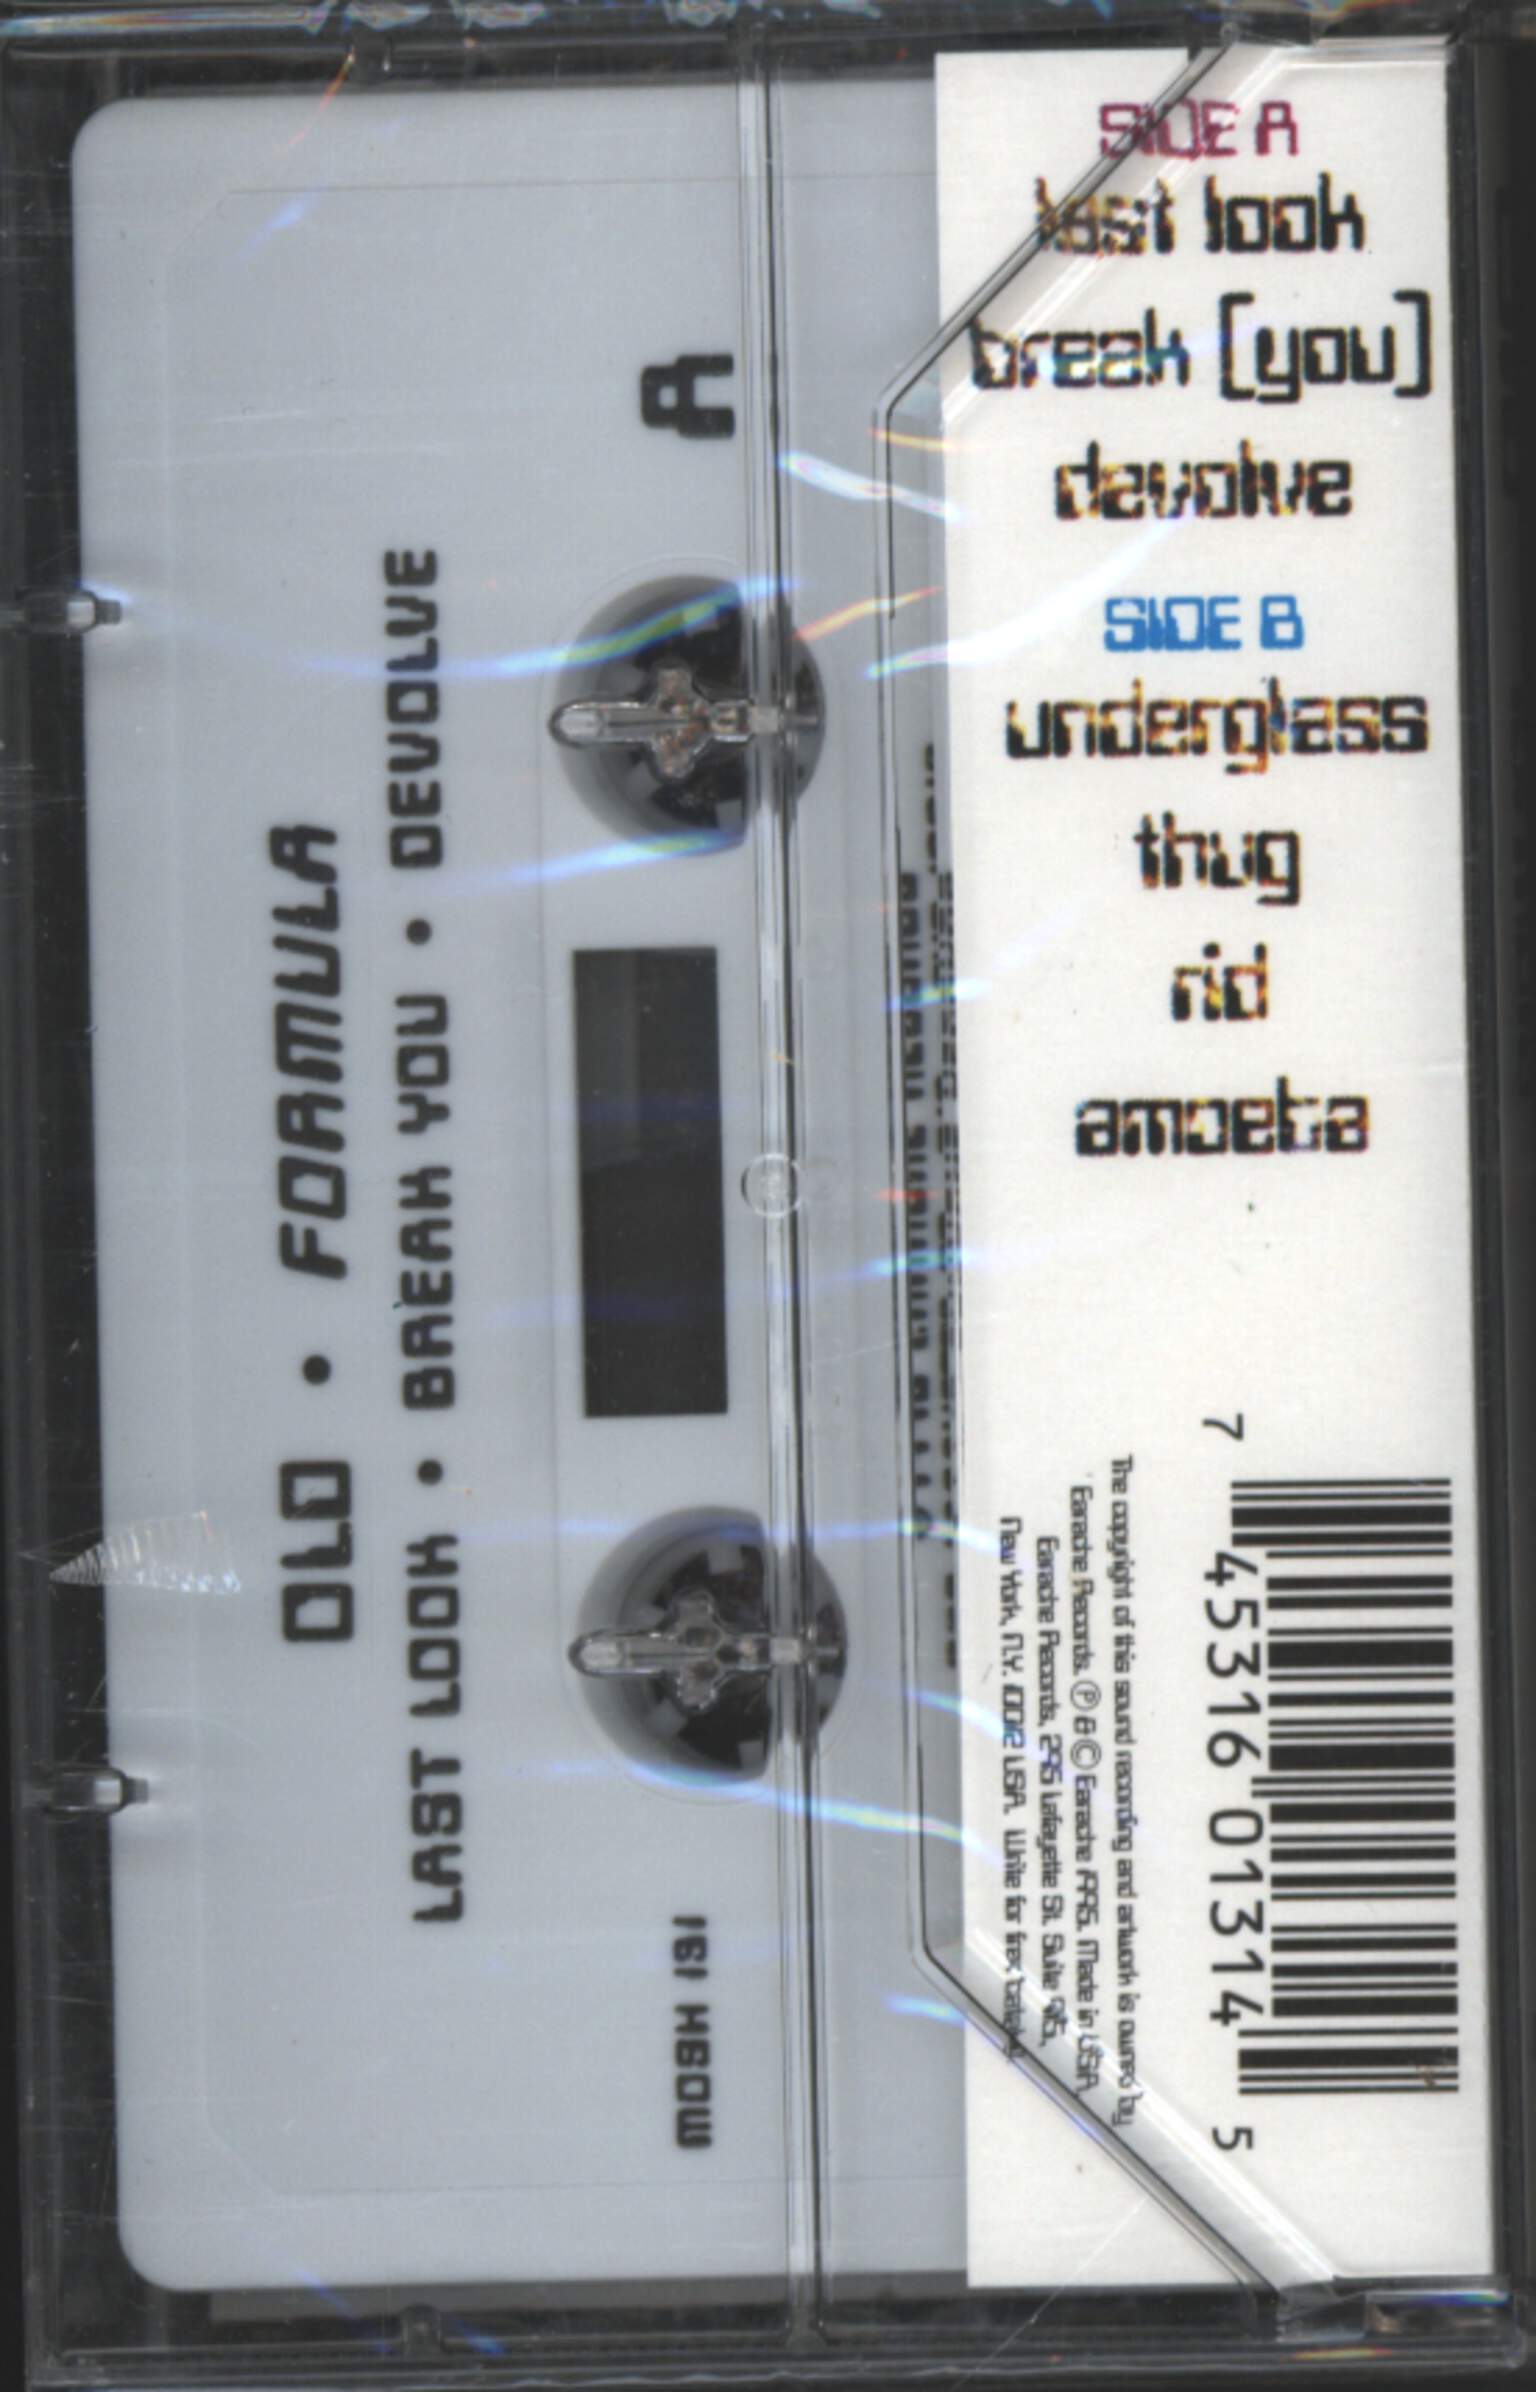 SIDE A
last look
break [you]
devolve
SIDE B
underglass
thug
rid
amoeba
7 45316 01314 5
The copyright of this sound recording and artwork is owned by
Earache Records. Ⓟ & © Earache 1995. Made in USA.
Earache Records, 295 Lafayette St. Suite 915,
New York, N.Y. 10012 USA. Write for free catalog.
OLD • FORMULA
LAST LOOK • BREAK YOU • DEVOLVE
A
MOSH 131